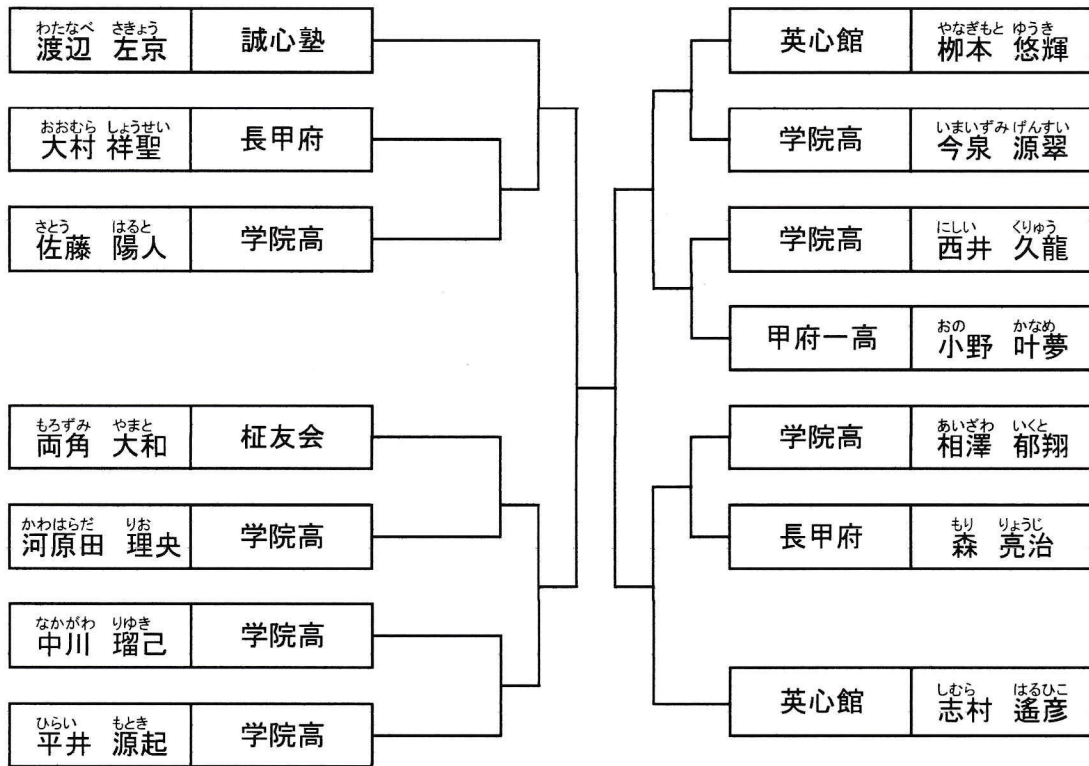 わたなべ さきょう
渡辺 左京 誠心塾
おおむら しょうせい
大村 祥聖 長甲府
さとう はると
佐藤 陽人 学院高
もろずみ やまと
両角 大和 柾友会
かわはらだ りお
河原田 理央 学院高
なかがわ りゆき
中川 瑠己 学院高
ひらい もとき
平井 源起 学院高
やなぎもと ゆうき
英心館 栁本 悠輝
いまいずみ げんすい
学院高 今泉 源翠
にしい くりゅう
学院高 西井 久龍
おの かなめ
甲府一高 小野 叶夢
あいざわ いくと
学院高 相澤 郁翔
もり りょうじ
長甲府 森 亮治
しむら はるひこ
英心館 志村 遙彦